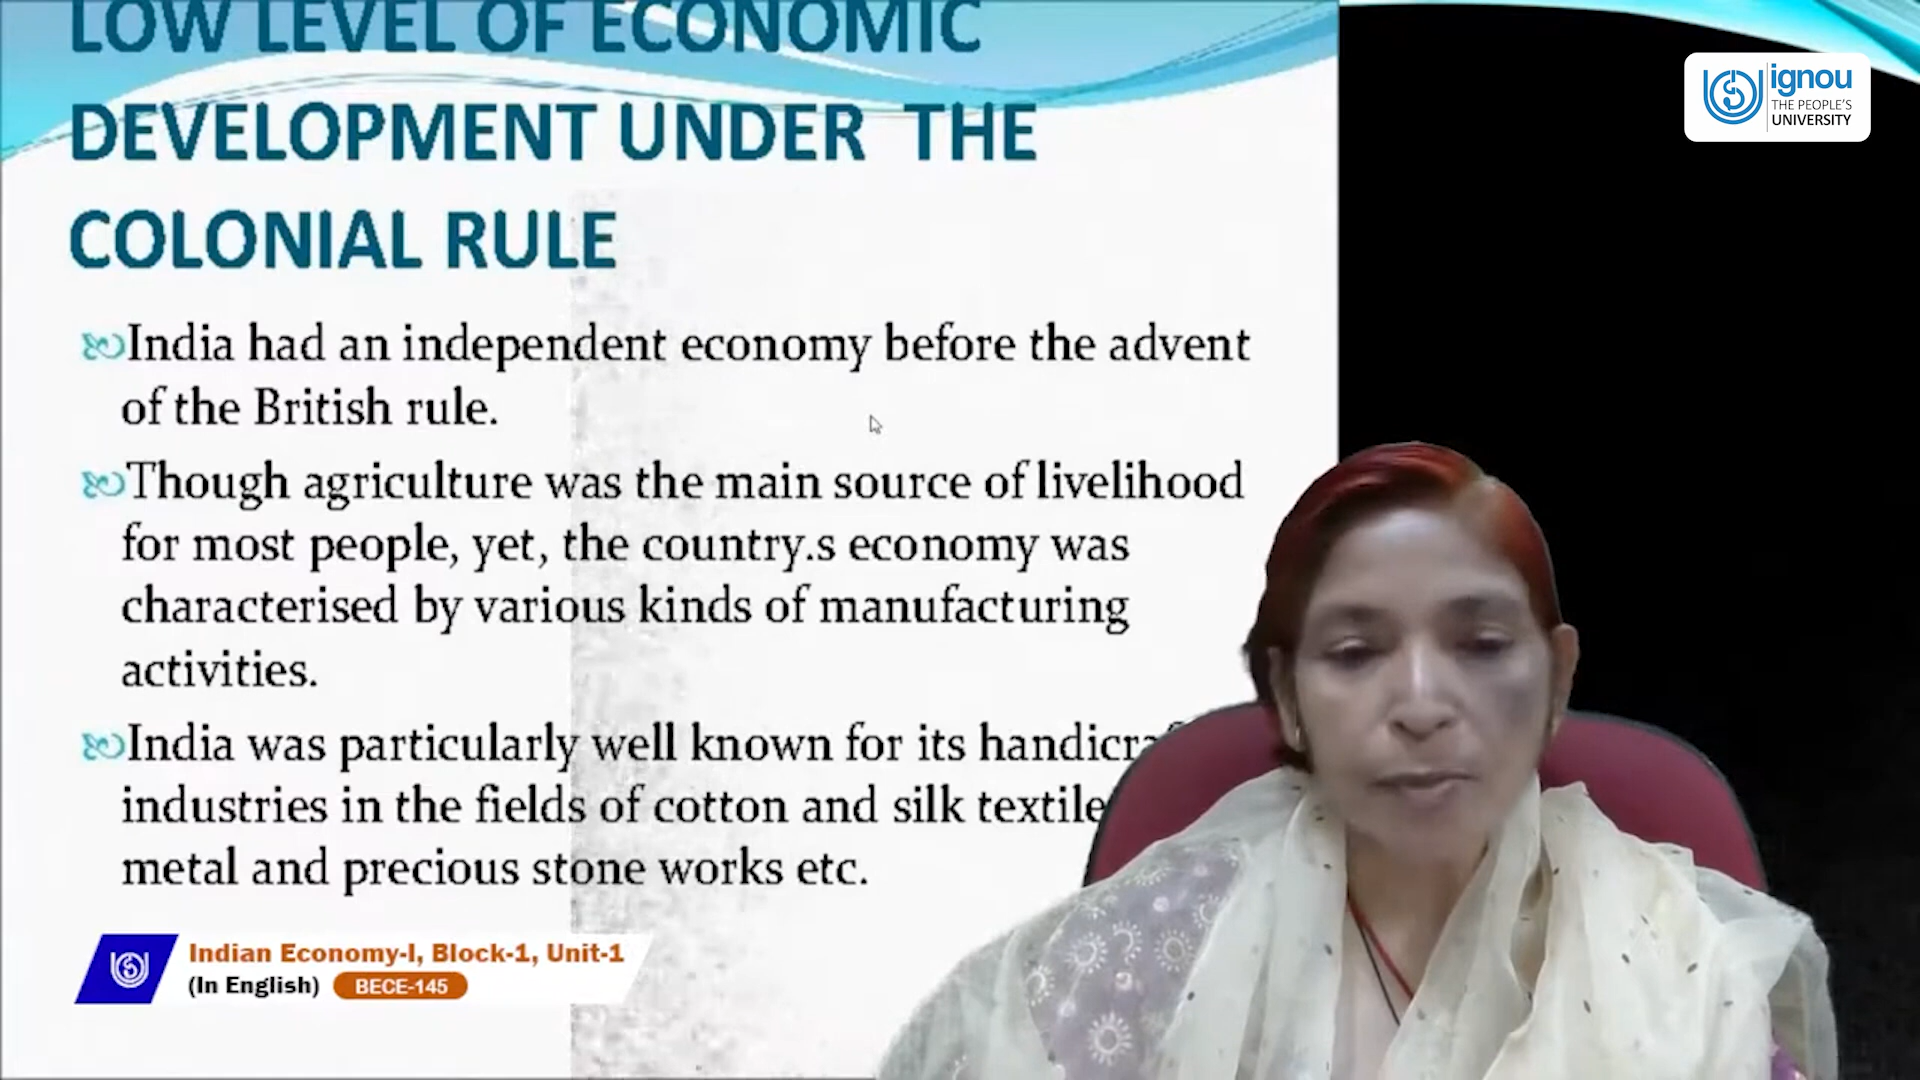 LOW LEVEL OF ECONOMIC
DEVELOPMENT UNDER THE
COLONIAL RULE
India had an independent economy before the advent
of the British rule.
Though agriculture was the main source of livelihood
for most people, yet, the country.s economy was
characterised by various kinds of manufacturing
activities.
India was particularly well known for its
industries in the fields of cotton and silk
metal and precious stone works etc.
Indian Economy-I, Block-1, Unit-1
(In English) BECE-145
ignou
THE PEOPLE'S
UNIVERSITY